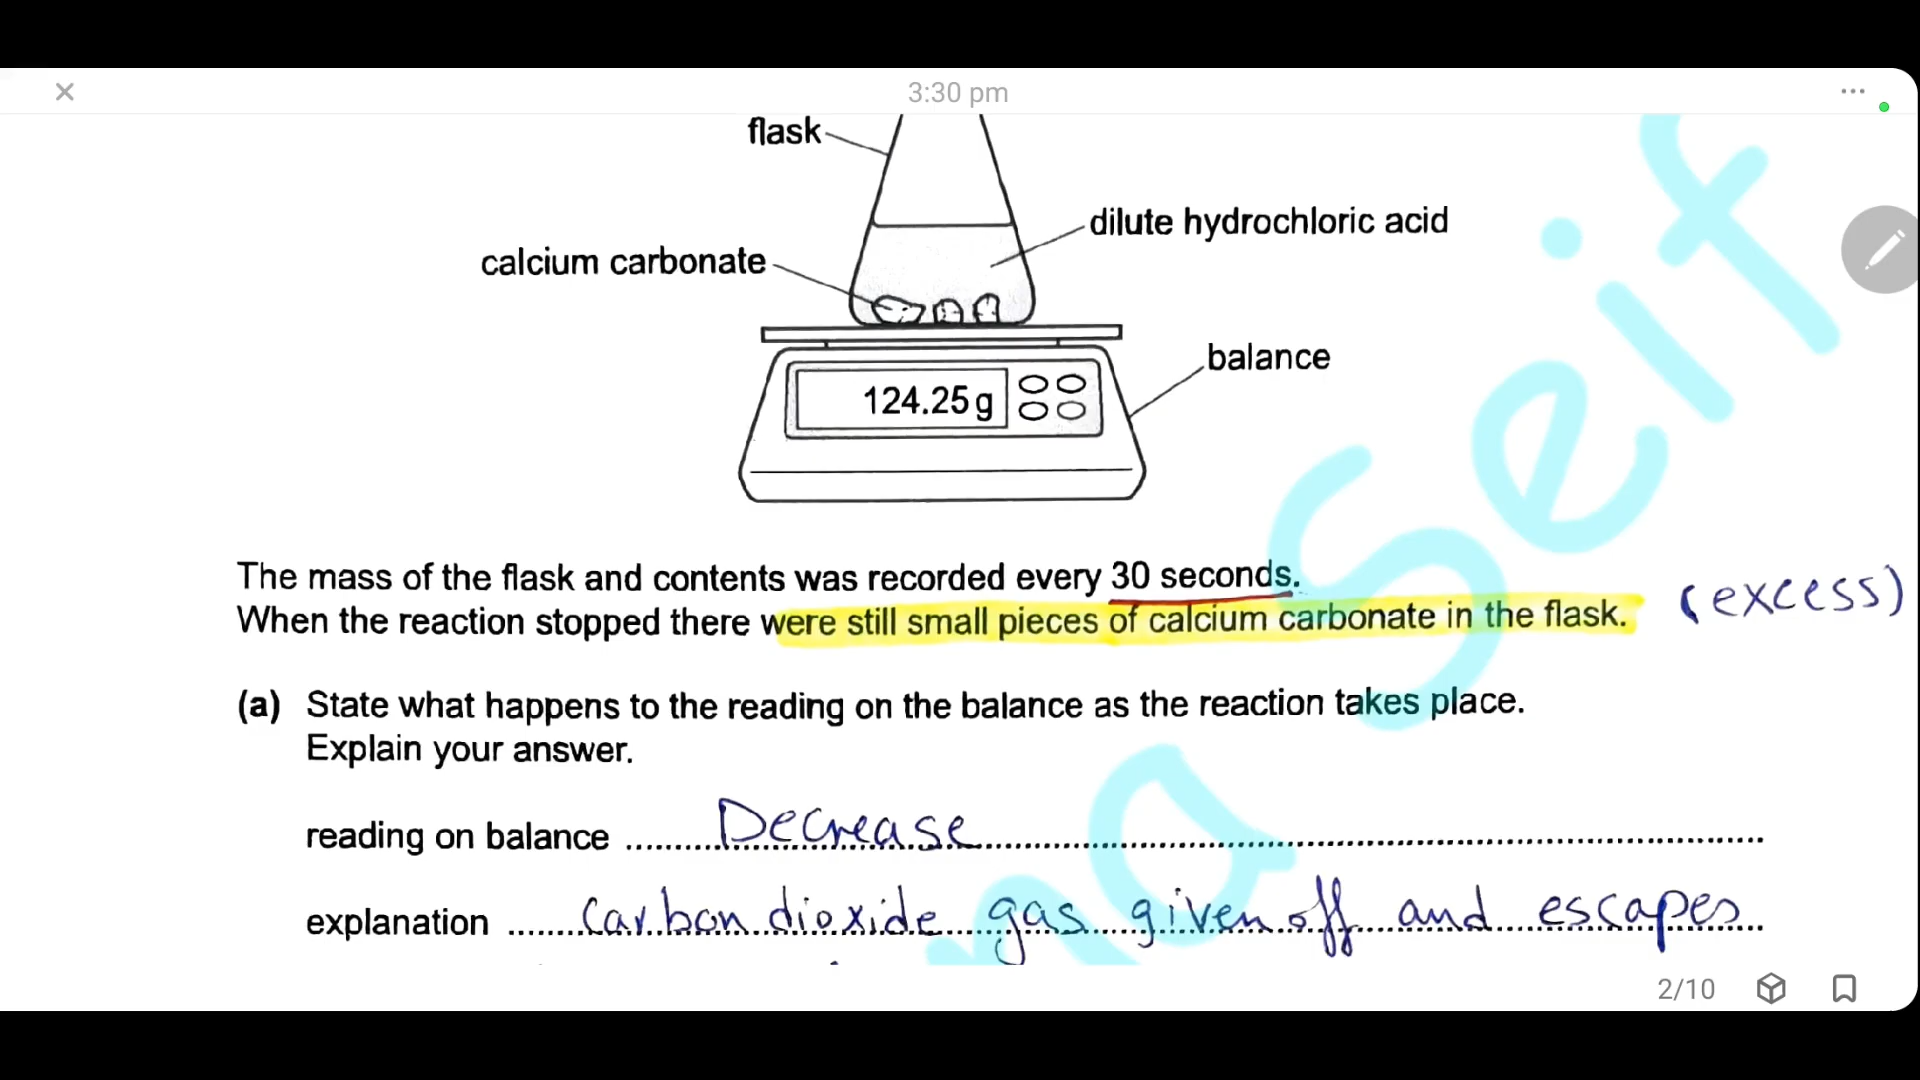 3:30 pm
flask
dilute hydrochloric acid
calcium carbonate
balance
124.25 g
The mass of the flask and contents was recorded every 30 seconds.
When the reaction stopped there were still small pieces of calcium carbonate in the flask. (excess)
(a) State what happens to the reading on the balance as the reaction takes place.
Explain your answer.
reading on balance Decrease
explanation Carbon dioxide gas given off and escapes
na Seif
2/10